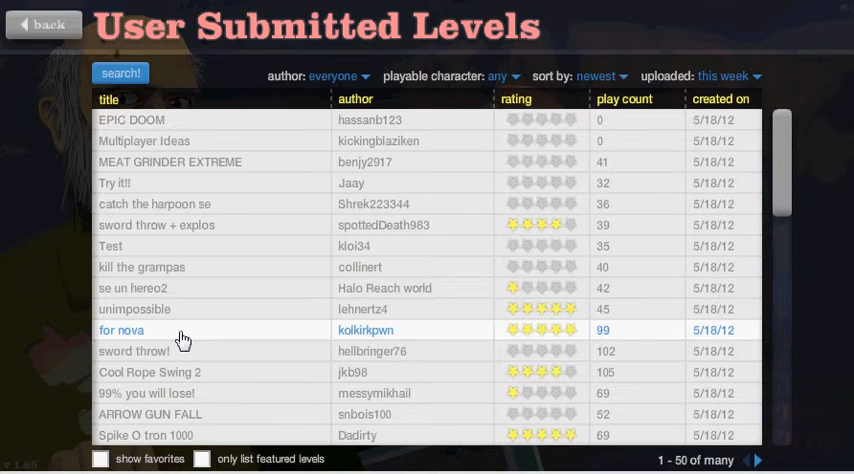 back
User Submitted Levels
search!
author: everyone playable character: any sort by: newest uploaded: this week
title author rating play count created on
EPIC DOOM hassanb123 0 5/18/12
Multiplayer Ideas kickingblaziken 0 5/18/12
MEAT GRINDER EXTREME benjy2917 41 5/18/12
Try it!! Jaay 32 5/18/12
catch the harpoon se Shrek223344 36 5/18/12
sword throw + explos spottedDeath983 39 5/18/12
Test kloi34 35 5/18/12
kill the grampas collinert 40 5/18/12
se un hereo2 Halo Reach world 42 5/18/12
unimpossible lehnertz4 45 5/18/12
for nova kolkirkpwn 99 5/18/12
sword throw! hellbringer76 102 5/18/12
Cool Rope Swing 2 jkb98 105 5/18/12
99% you will lose! messymikhail 69 5/18/12
ARROW GUN FALL snbois100 52 5/18/12
Spike O tron 1000 Dadirty 69 5/18/12
show favorites only list featured levels 1 - 50 of many
v 1.65